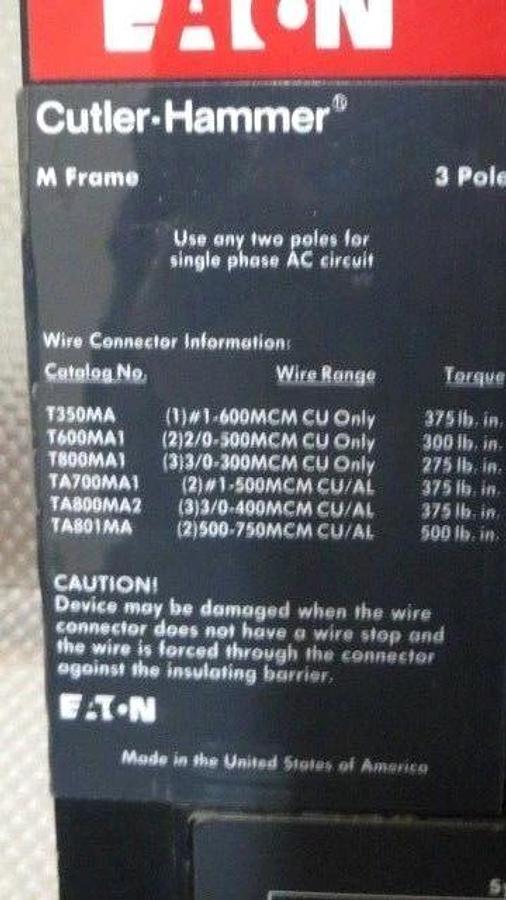 EATON
Cutler-Hammer®
M Frame 3 Pole
Use any two poles for
single phase AC circuit
Wire Connector Information:
Catalog No. Wire Range Torque
T350MA (1)#1-600MCM CU Only 375 lb. in.
T600MA1 (2)2/0-500MCM CU Only 300 lb. in.
T800MA1 (3)3/0-300MCM CU Only 275 lb. in.
TA700MA1 (2)#1-500MCM CU/AL 375 lb. in.
TA800MA2 (3)3/0-400MCM CU/AL 375 lb. in.
TA801MA (2)500-750MCM CU/AL 500 lb. in.
CAUTION!
Device may be damaged when the wire
connector does not have a wire stop and
the wire is forced through the connector
against the insulating barrier.
EATON
Made in the United States of America